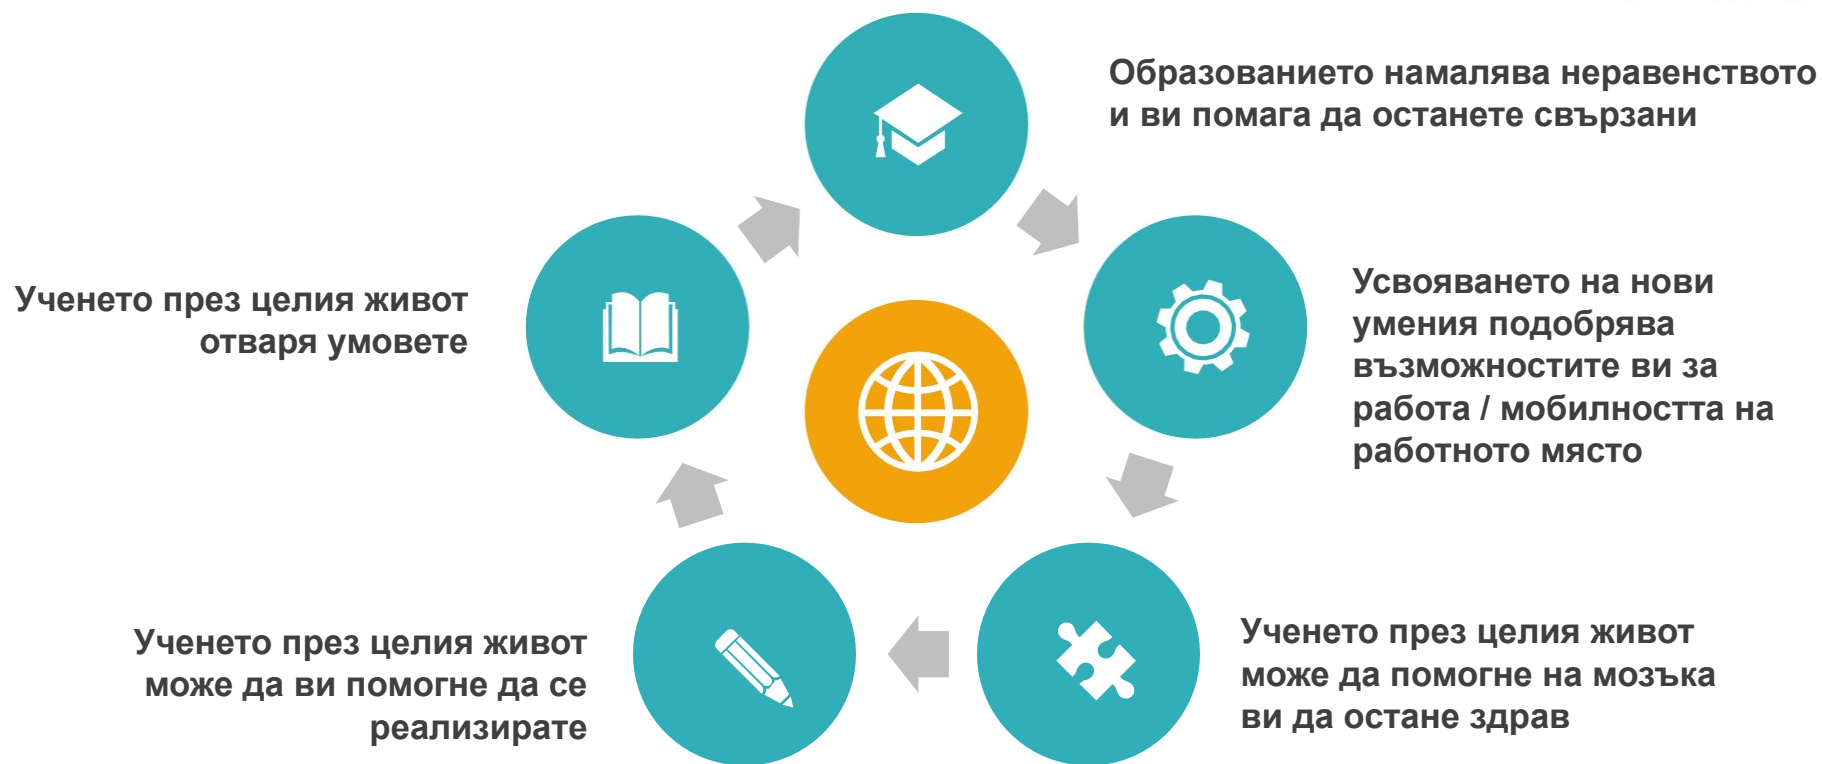 Образованието намалява неравенството
и ви помага да останете свързани
Усвояването на нови
умения подобрява
възможностите ви за
работа / мобилността на
работното място
Ученето през целия живот
може да помогне на мозъка
ви да остане здрав
Ученето през целия живот
може да ви помогне да се
реализирате
Ученето през целия живот
отваря умовете